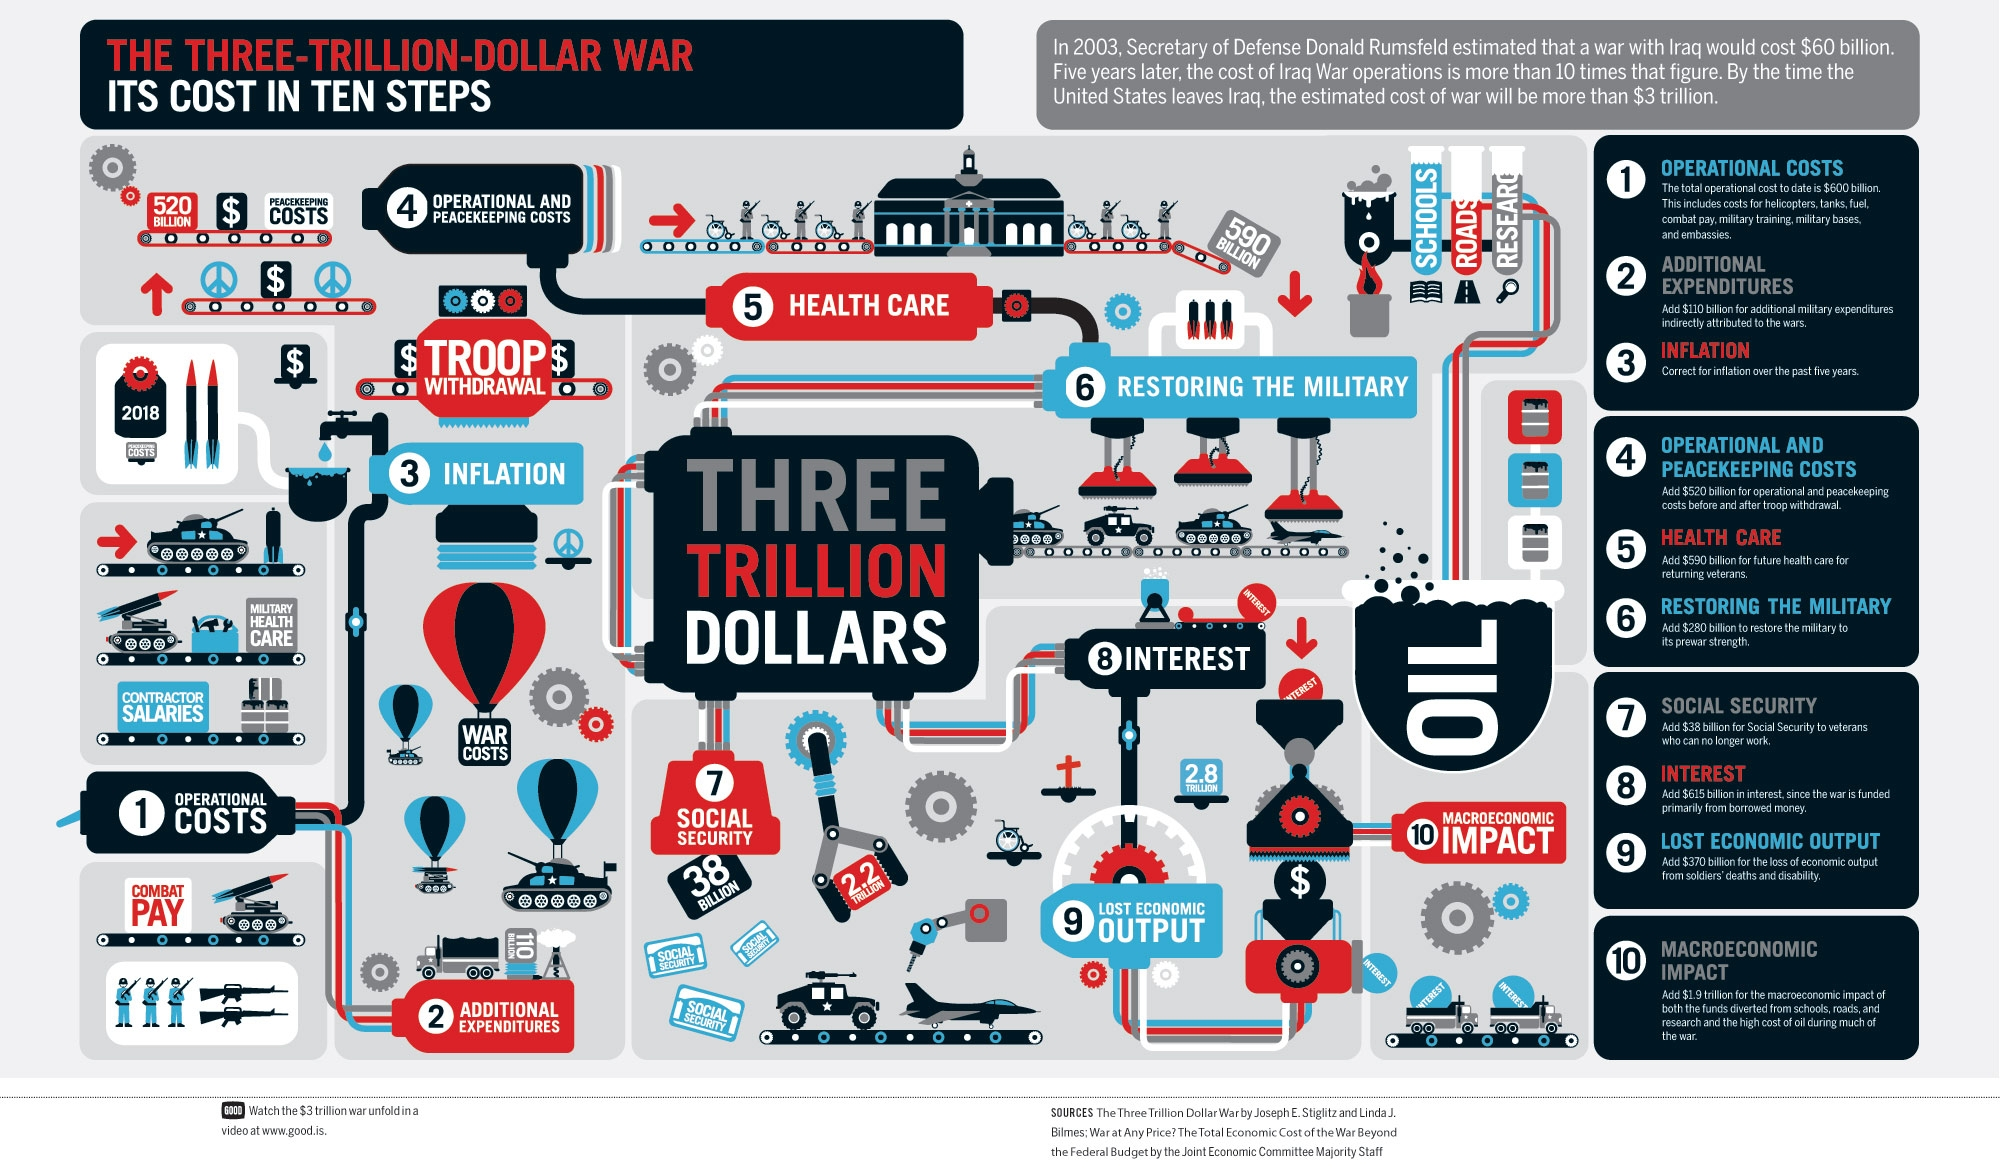 THE THREE-TRILLION-DOLLAR WAR
ITS COST IN TEN STEPS
In 2003, Secretary of Defense Donald Rumsfeld estimated that a war with Iraq would cost $60 billion.
Five years later, the cost of Iraq War operations is more than 10 times that figure. By the time the
United States leaves Iraq, the estimated cost of war will be more than $3 trillion.
520
BILLION
$
PEACEKEEPING
COSTS
$
4
OPERATIONAL AND
PEACEKEEPING COSTS
590
BILLION
SCHOOLS
ROADS
RESEARC
5
HEALTH CARE
$
TROOP
WITHDRAWAL
$
$
2018
PEACEKEEPING
COSTS
3
INFLATION
6
RESTORING THE MILITARY
THREE
TRILLION
DOLLARS
MILITARY
HEALTH
CARE
CONTRACTOR
SALARIES
WAR
COSTS
1
OPERATIONAL
COSTS
COMBAT
PAY
110
BILLION
2
ADDITIONAL
EXPENDITURES
7
SOCIAL
SECURITY
38
BILLION
2.2
TRILLION
SOCIAL
SECURITY
SOCIAL
SECURITY
SOCIAL
SECURITY
8
INTEREST
INTEREST
INTEREST
OIL
2.8
TRILLION
9
LOST ECONOMIC
OUTPUT
10
MACROECONOMIC
IMPACT
$
INTEREST
INTEREST
INTEREST
1
OPERATIONAL COSTS
The total operational cost to date is $600 billion.
This includes costs for helicopters, tanks, fuel,
combat pay, military training, military bases,
and embassies.
2
ADDITIONAL
EXPENDITURES
Add $110 billion for additional military expenditures
indirectly attributed to the wars.
3
INFLATION
Correct for inflation over the past five years.
4
OPERATIONAL AND
PEACEKEEPING COSTS
Add $520 billion for operational and peacekeeping
costs before and after troop withdrawal.
5
HEALTH CARE
Add $590 billion for future health care for
returning veterans.
6
RESTORING THE MILITARY
Add $280 billion to restore the military to
its prewar strength.
7
SOCIAL SECURITY
Add $38 billion for Social Security to veterans
who can no longer work.
8
INTEREST
Add $615 billion in interest, since the war is funded
primarily from borrowed money.
9
LOST ECONOMIC OUTPUT
Add $370 billion for the loss of economic output
from soldiers' deaths and disability.
10
MACROECONOMIC
IMPACT
Add $1.9 trillion for the macroeconomic impact of
both the funds diverted from schools, roads, and
research and the high cost of oil during much of
the war.
GOOD Watch the $3 trillion war unfold in a
video at www.good.is.
SOURCES The Three Trillion Dollar War by Joseph E. Stiglitz and Linda J.
Bilmes; War at Any Price? The Total Economic Cost of the War Beyond
the Federal Budget by the Joint Economic Committee Majority Staff